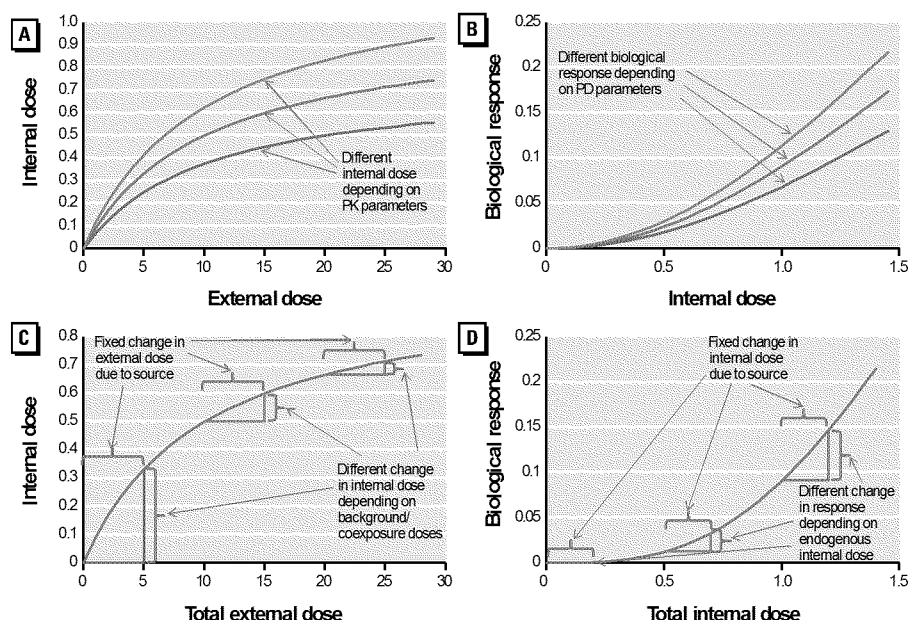 A
Internal dose
1.0
0.9
0.8
0.7
0.6
0.5
0.4
0.3
0.2
0.1
0
Different
internal dose
depending on
PK parameters
0 5 10 15 20 25 30
External dose
B
Biological response
0.25
0.2
0.15
0.1
0.05
0
Different biological
response depending
on PD parameters
0 0.5 1.0 1.5
Internal dose
C
Internal dose
0.8
0.7
0.6
0.5
0.4
0.3
0.2
0.1
0
Fixed change in
external dose
due to source
Different change
in internal dose
depending on
background/
coexposure doses
0 5 10 15 20 25 30
Total external dose
D
Biological response
0.25
0.2
0.15
0.1
0.05
0
Fixed change in
internal dose
due to source
Different change
in response
depending on
endogenous
internal dose
0 0.5 1.0 1.5
Total internal dose